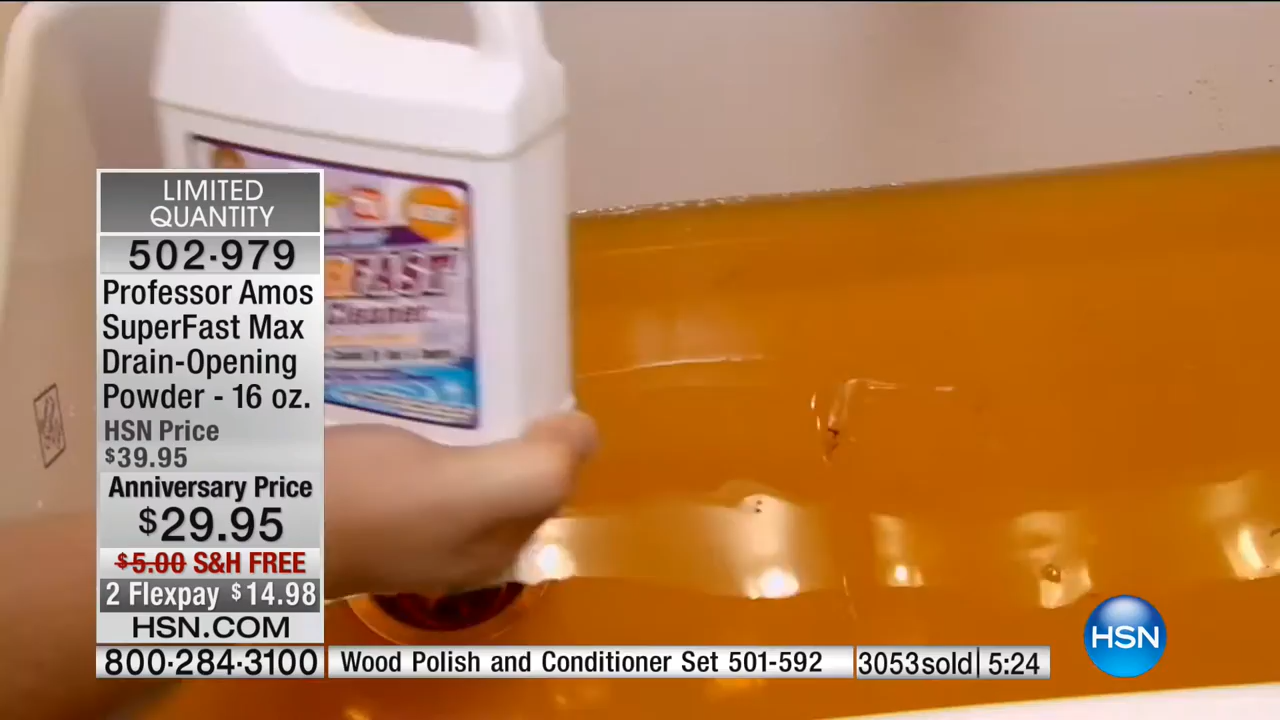 LIMITED
QUANTITY
502•979
Professor Amos
SuperFast Max
Drain-Opening
Powder - 16 oz.
HSN Price
$39.95
Anniversary Price
$29.95
$5.00 S&H FREE
2 Flexpay $14.98
HSN.COM
800•284•3100
Wood Polish and Conditioner Set 501-592
3053sold
5:24
HSN
FAST
Cleaner